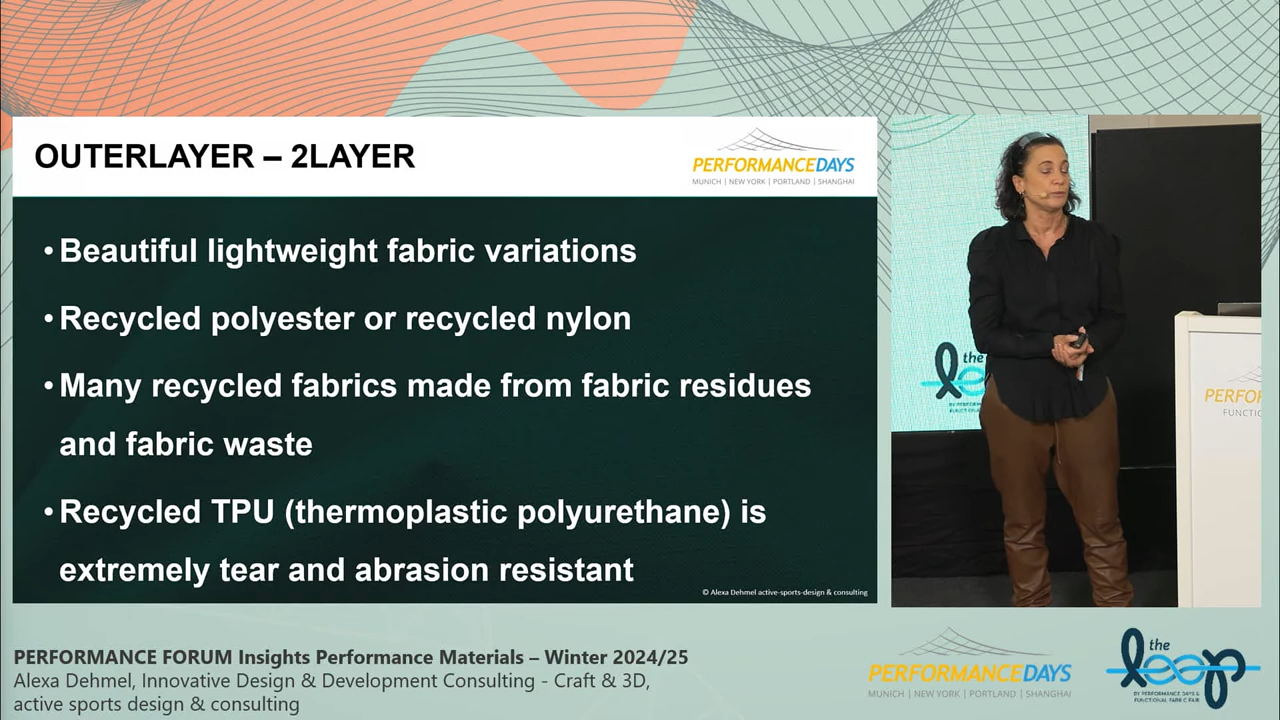 OUTERLAYER – 2LAYER
PERFORMANCEDAYS
MUNICH | NEW YORK | PORTLAND | SHANGHAI
• Beautiful lightweight fabric variations
• Recycled polyester or recycled nylon
• Many recycled fabrics made from fabric residues
and fabric waste
• Recycled TPU (thermoplastic polyurethane) is
extremely tear and abrasion resistant
© Alexa Dehmel active-sports-design & consulting
the
PERFO
FUNCTIO
PERFORMANCE FORUM Insights Performance Materials – Winter 2024/25
Alexa Dehmel, Innovative Design & Development Consulting - Craft & 3D,
active sports design & consulting
PERFORMANCEDAYS
MUNICH | NEW YORK | PORTLAND | SHANGHAI
the
loop
BY PERFORMANCE DAYS &
FUNCTIONAL FABRIC FAIR